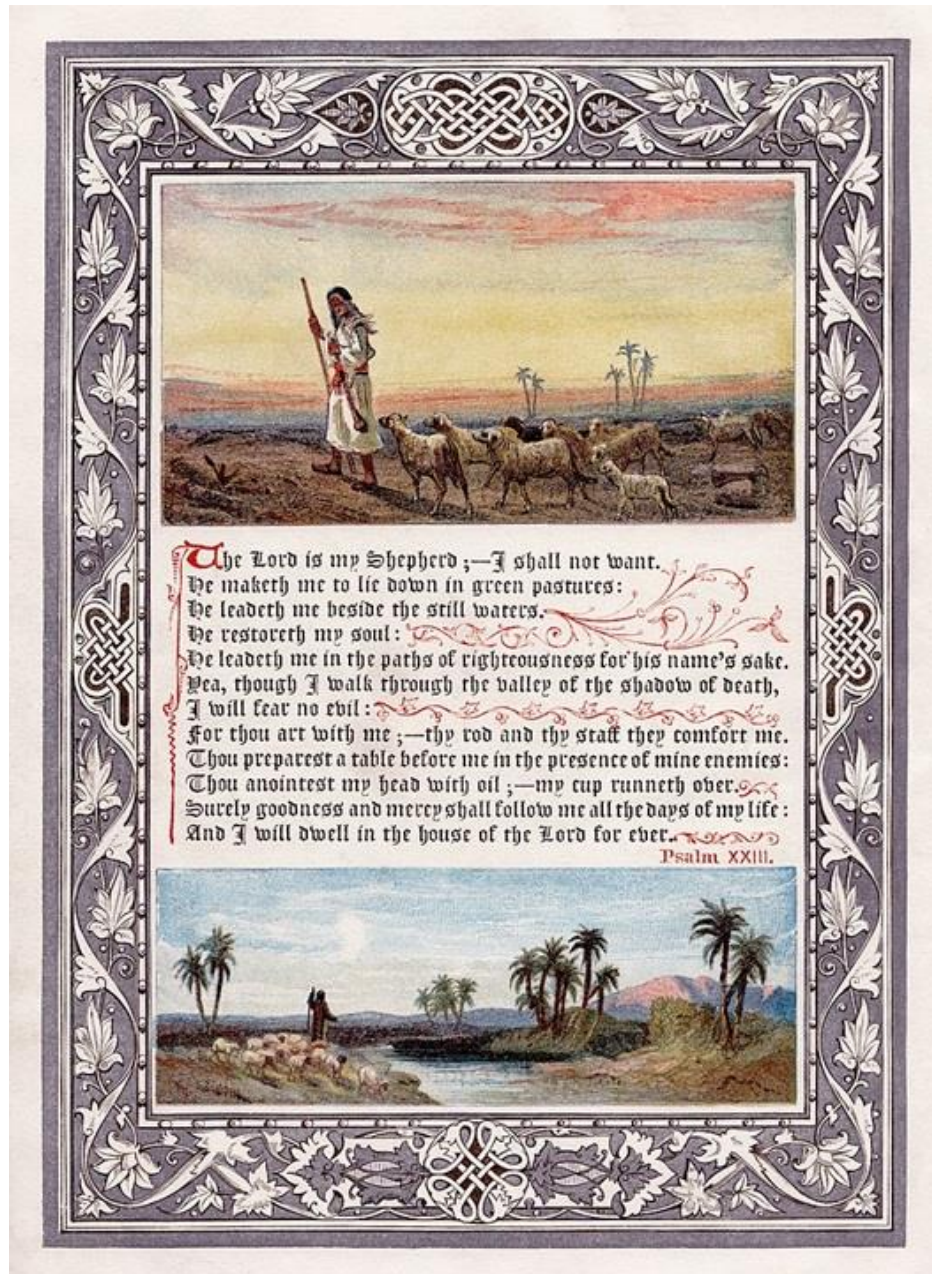 The Lord is my Shepherd ;—I shall not want.
He maketh me to lie down in green pastures:
He leadeth me beside the still waters.
He restoreth my soul:
He leadeth me in the paths of righteousness for his name's sake.
Yea, though I walk through the valley of the shadow of death,
I will fear no evil:
For thou art with me ;—thy rod and thy staff they comfort me.
Thou preparest a table before me in the presence of mine enemies:
Thou anointest my head with oil ;—my cup runneth over.
Surely goodness and mercy shall follow me all the days of my life:
And I will dwell in the house of the Lord for ever.
Psalm XXIII.